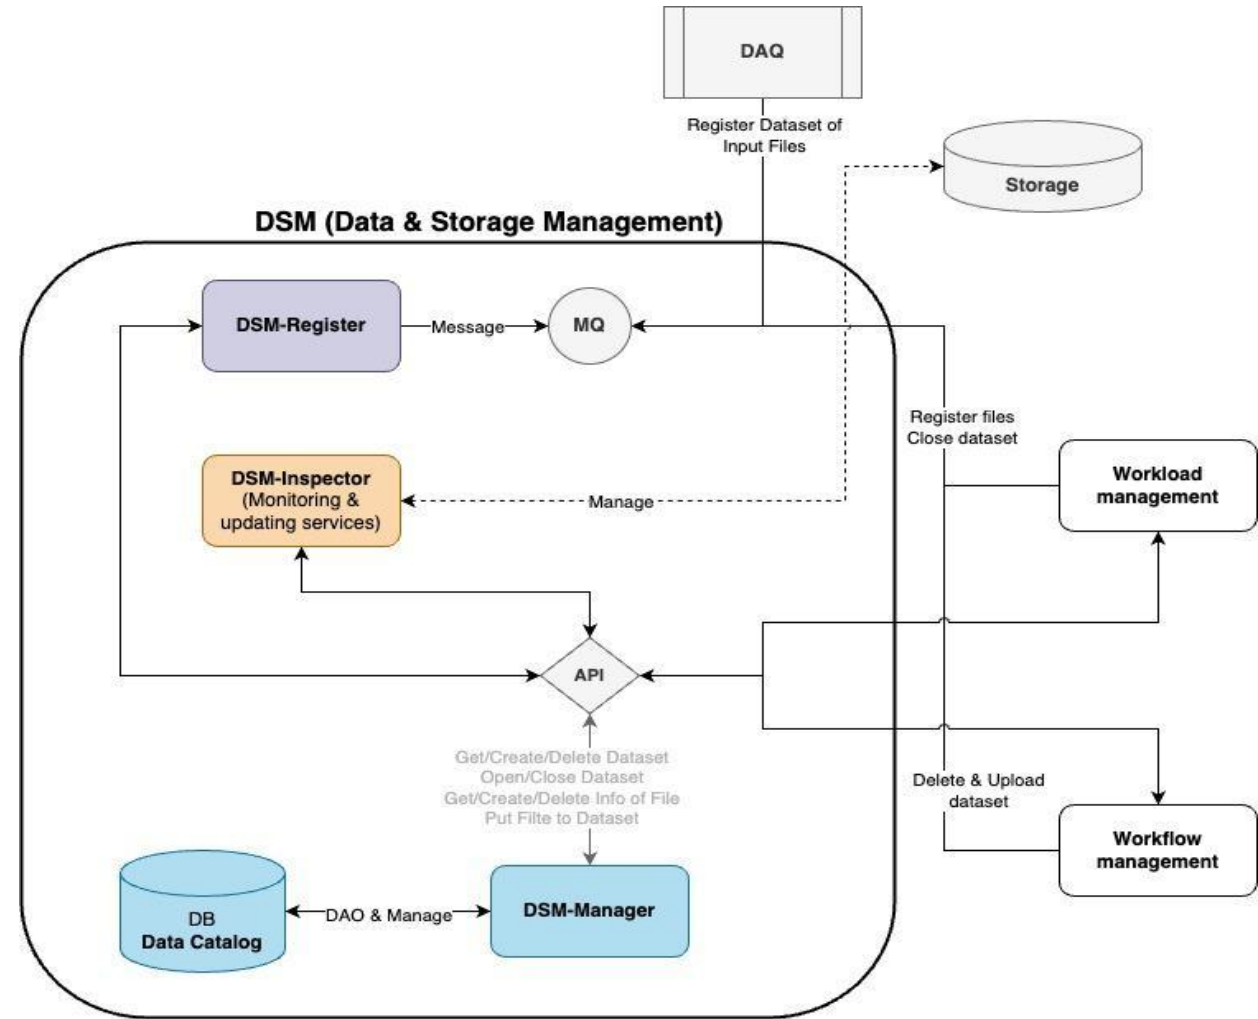 DAQ
Register Dataset of
Input Files
Storage
DSM (Data & Storage Management)
DSM-Register
Message
MQ
Register files
Close dataset
Workload
management
DSM-Inspector
(Monitoring &
updating services)
Manage
API
Get/Create/Delete Dataset
Open/Close Dataset
Get/Create/Delete Info of File
Put Filte to Dataset
Delete & Upload
dataset
Workflow
management
DB
Data Catalog
DAO & Manage
DSM-Manager